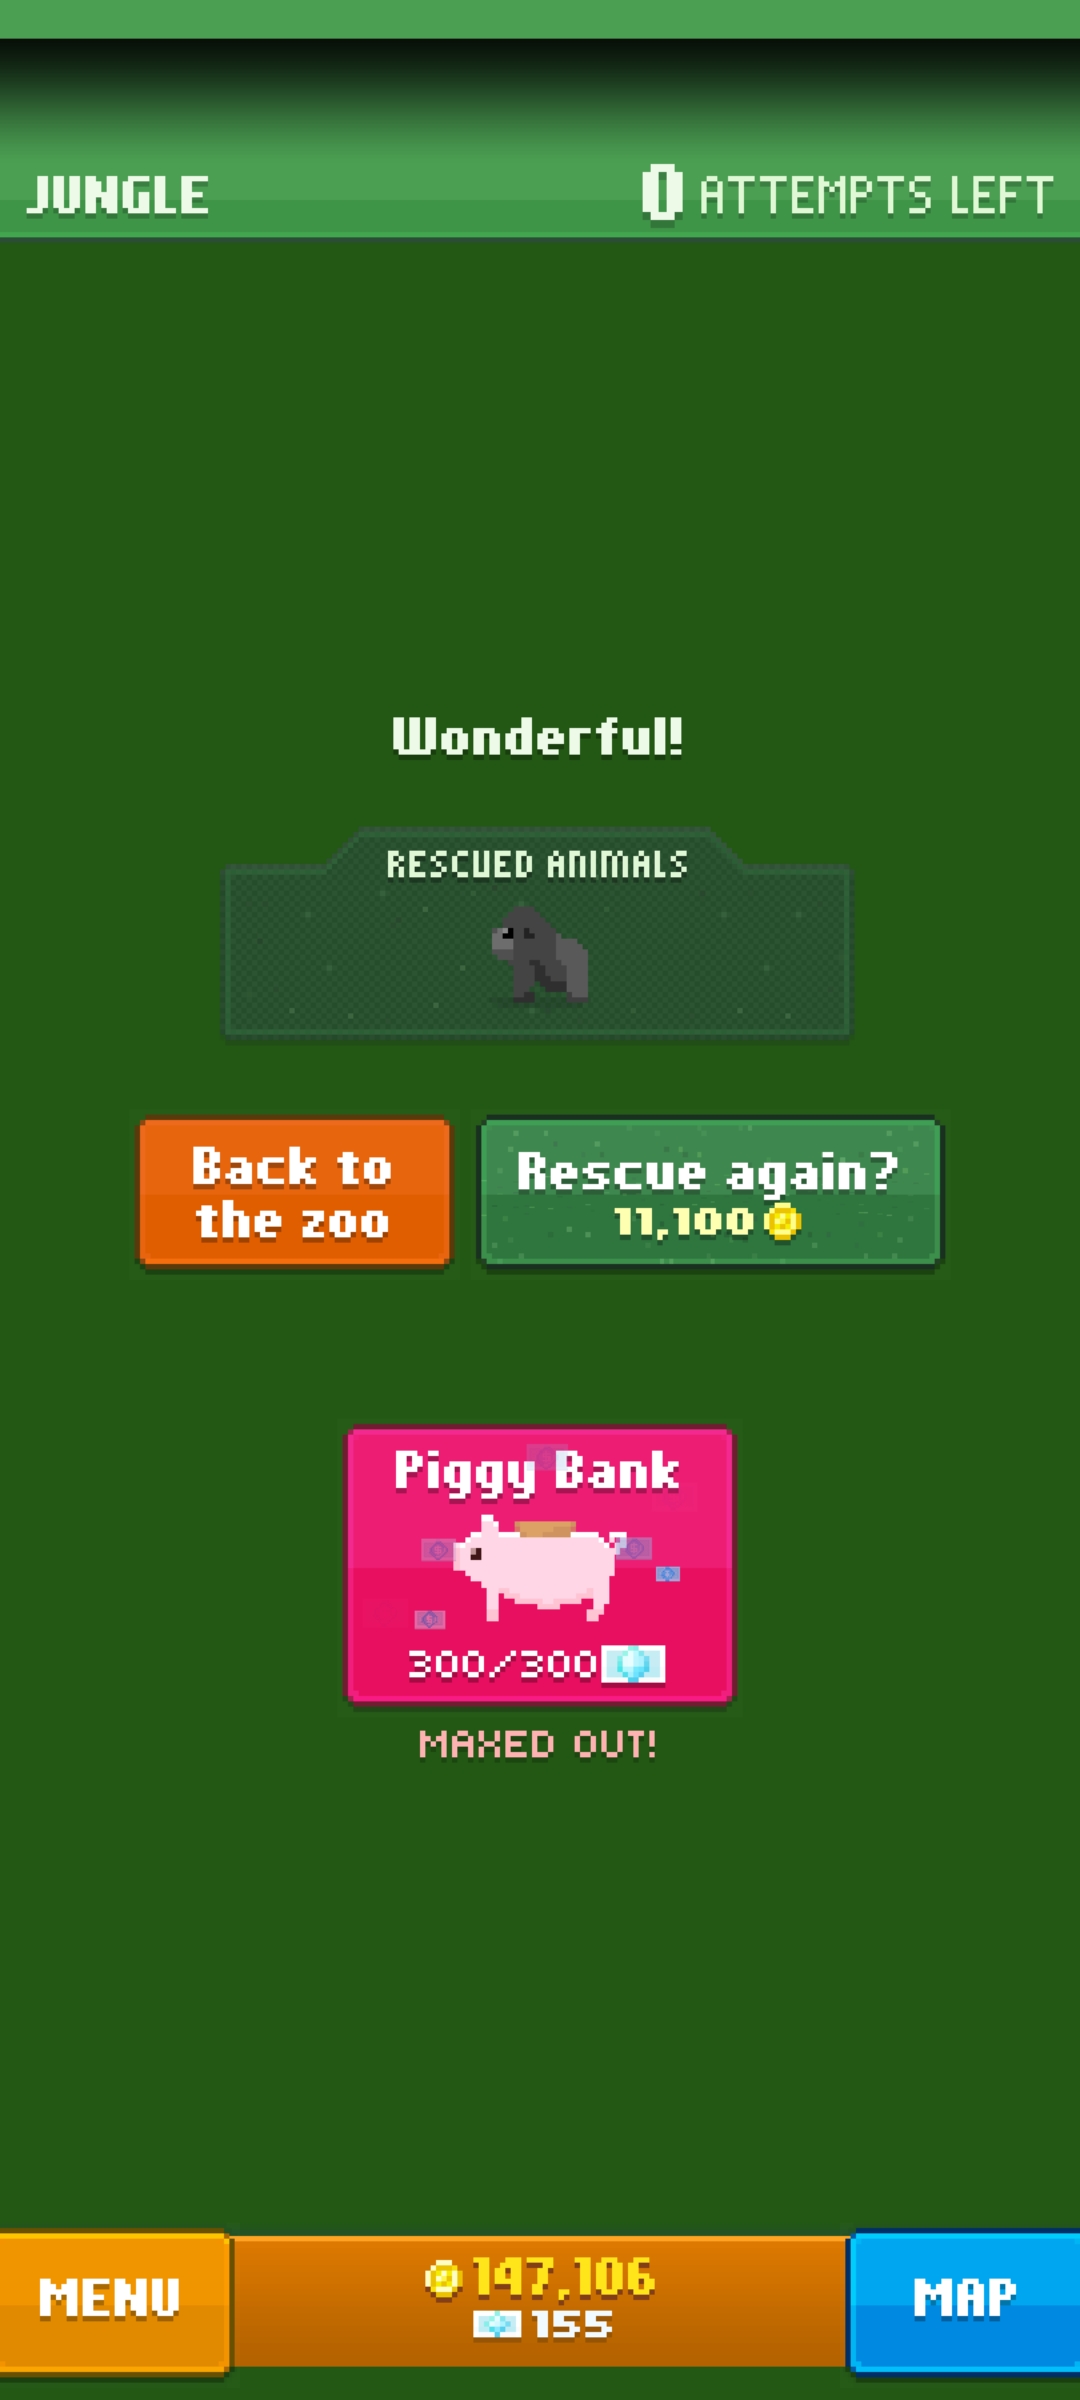 JUNGLE
0 ATTEMPTS LEFT
Wonderful!
RESCUED ANIMALS
Back to
the zoo
Rescue again?
11,100
Piggy Bank
300/300
MAXED OUT!
MENU
147,106
155
MAP